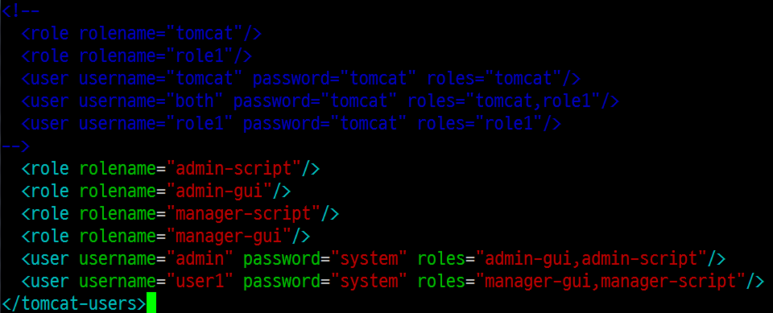 <!--
  <role rolename="tomcat"/>
  <role rolename="role1"/>
  <user username="tomcat" password="tomcat" roles="tomcat"/>
  <user username="both" password="tomcat" roles="tomcat,role1"/>
  <user username="role1" password="tomcat" roles="role1"/>
-->
  <role rolename="admin-script"/>
  <role rolename="admin-gui"/>
  <role rolename="manager-script"/>
  <role rolename="manager-gui"/>
  <user username="admin" password="system" roles="admin-gui,admin-script"/>
  <user username="user1" password="system" roles="manager-gui,manager-script"/>
</tomcat-users>